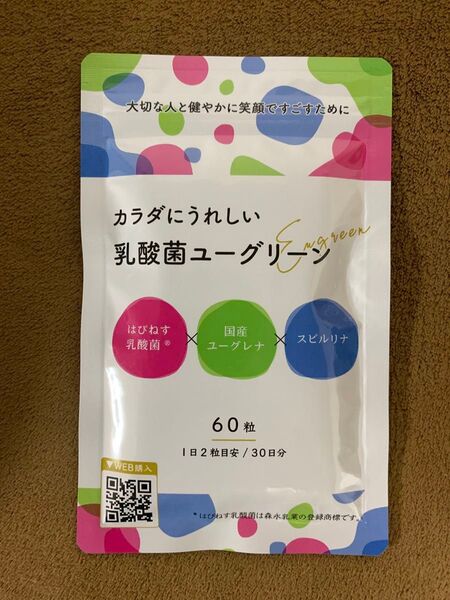 大切な人と健やかに笑顔ですごすために
カラダにうれしい
乳酸菌ユーグリーン
Eugreen
はぴねす
乳酸菌®
×
国産
ユーグレナ
×
スピルリナ
60粒
1日2粒目安/30日分
▼WEB購入
*はぴねす乳酸菌は森永乳業の登録商標です。